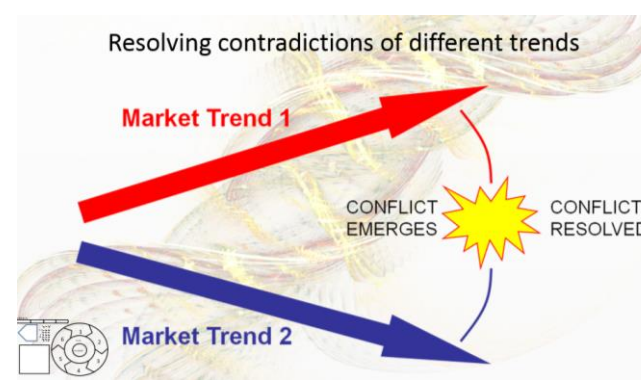 Resolving contradictions of different trends
Market Trend 1
CONFLICT
EMERGES
CONFLICT
RESOLVED
Market Trend 2